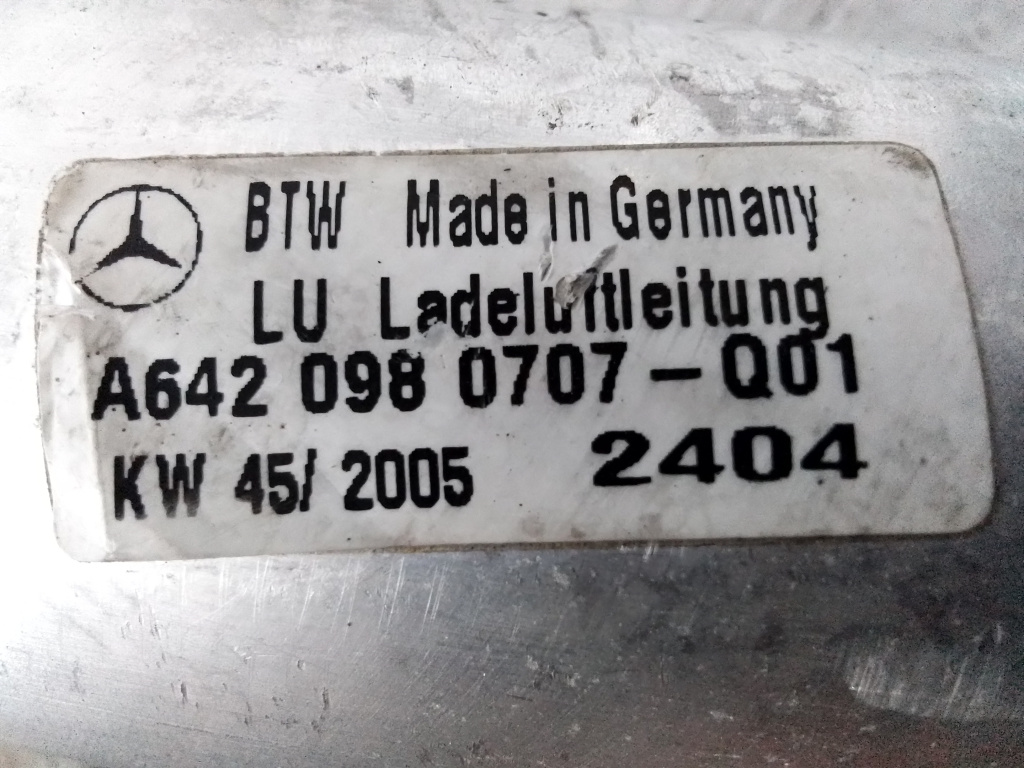 BTW Made in Germany
LU Ladeluftleitung
A642 098 0707-Q01
KW 45/2005 2404